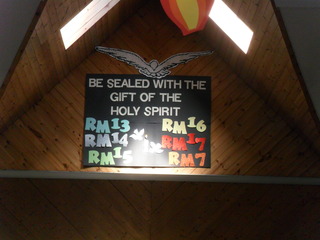 BE SEALED WITH THE
GIFT OF THE
HOLY SPIRIT
RM13 RM16
RM14 RM17
RM15 RM7